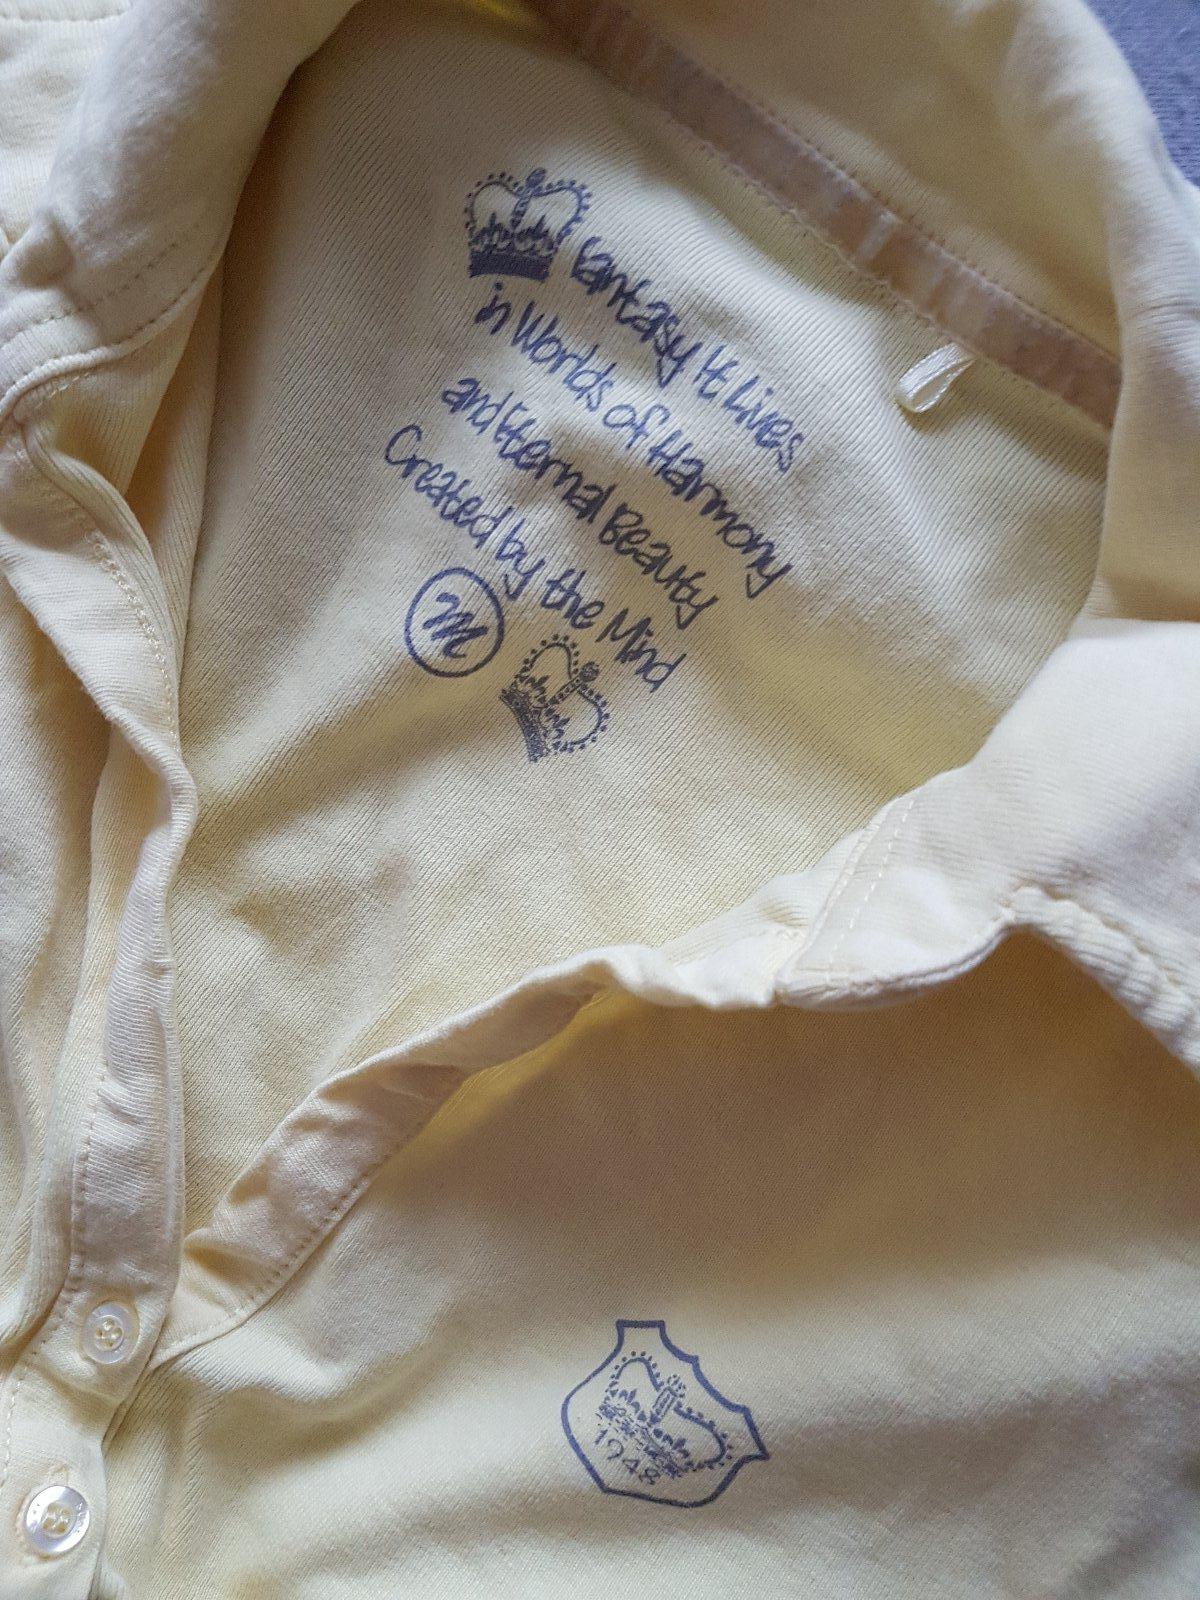 Fantasy It Lives
in Worlds of Harmony
and Eternal Beauty
Created by the Mind
M
1948